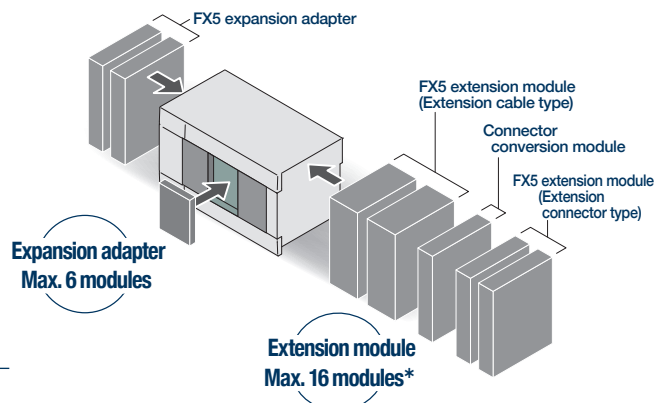 FX5 expansion adapter
FX5 extension module
(Extension cable type)
Connector
conversion module
FX5 extension module
(Extension
connector type)
Expansion adapter
Max. 6 modules
Extension module
Max. 16 modules*